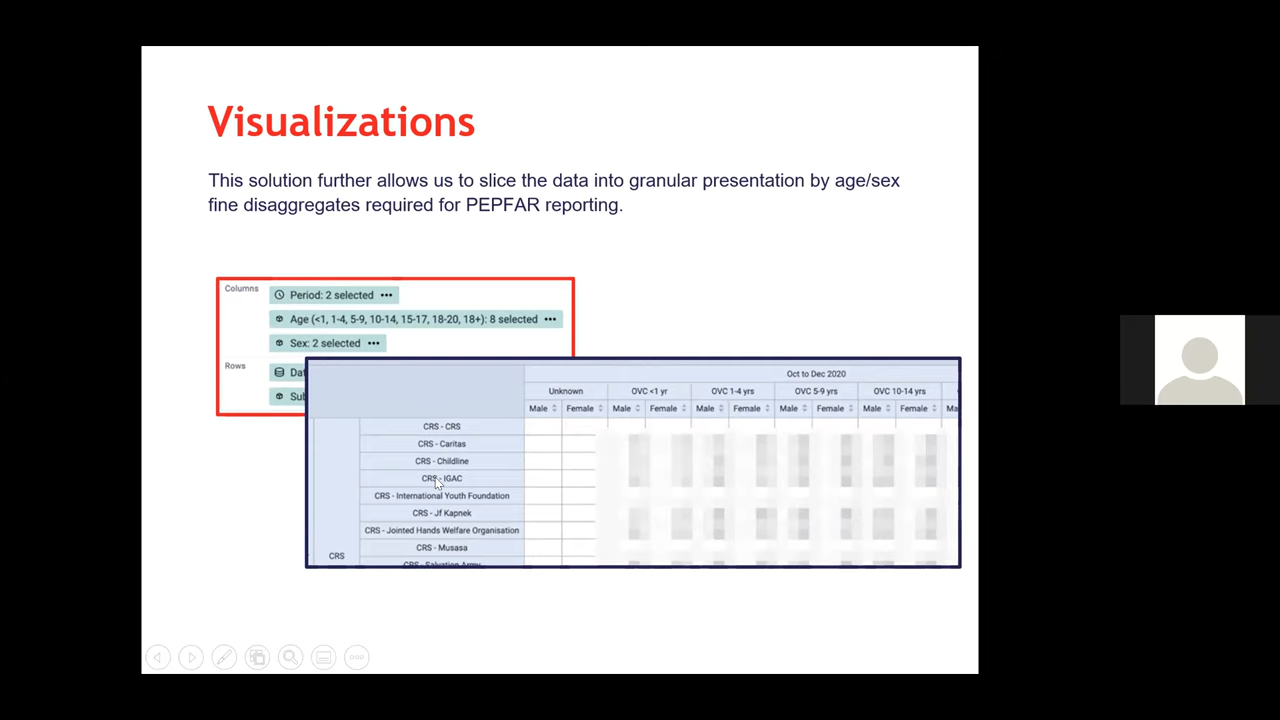 Visualizations
This solution further allows us to slice the data into granular presentation by age/sex
fine disaggregates required for PEPFAR reporting.
Columns
Period: 2 selected •••
Age (<1, 1-4, 5-9, 10-14, 15-17, 18-20, 18+): 8 selected •••
Sex: 2 selected •••
Rows
Oct to Dec 2020
Unknown OVC <1 yr OVC 1-4 yrs OVC 5-9 yrs OVC 10-14 yrs
Male Female Male Female Male Female Male Female Male Female Ma
CRS - CRS
CRS - Caritas
CRS - Childline
CRS - IGAC
CRS - International Youth Foundation
CRS - Jf Kapnek
CRS - Jointed Hands Welfare Organisation
CRS - Musasa
CRS
CRS - Salvation Army